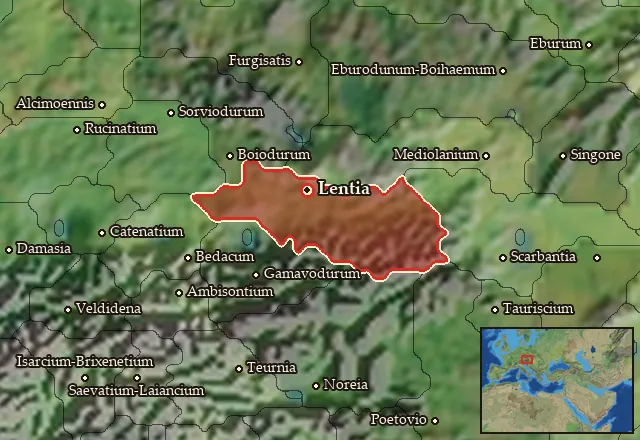 Eburum
Furgisatis
Eburodunum-Boihaemum
Alcimoennis
Sorviodurum
Rucinatium
Boiodurum
Mediolanium
Singone
Lentia
Catenatium
Damasia
Bedacum
Scarbantia
Gamavodurum
Ambisontium
Veldidena
Tauriscium
Isarcium-Brixenetium
Teurnia
Saevatium-Laiancium
Noreia
Poetovio